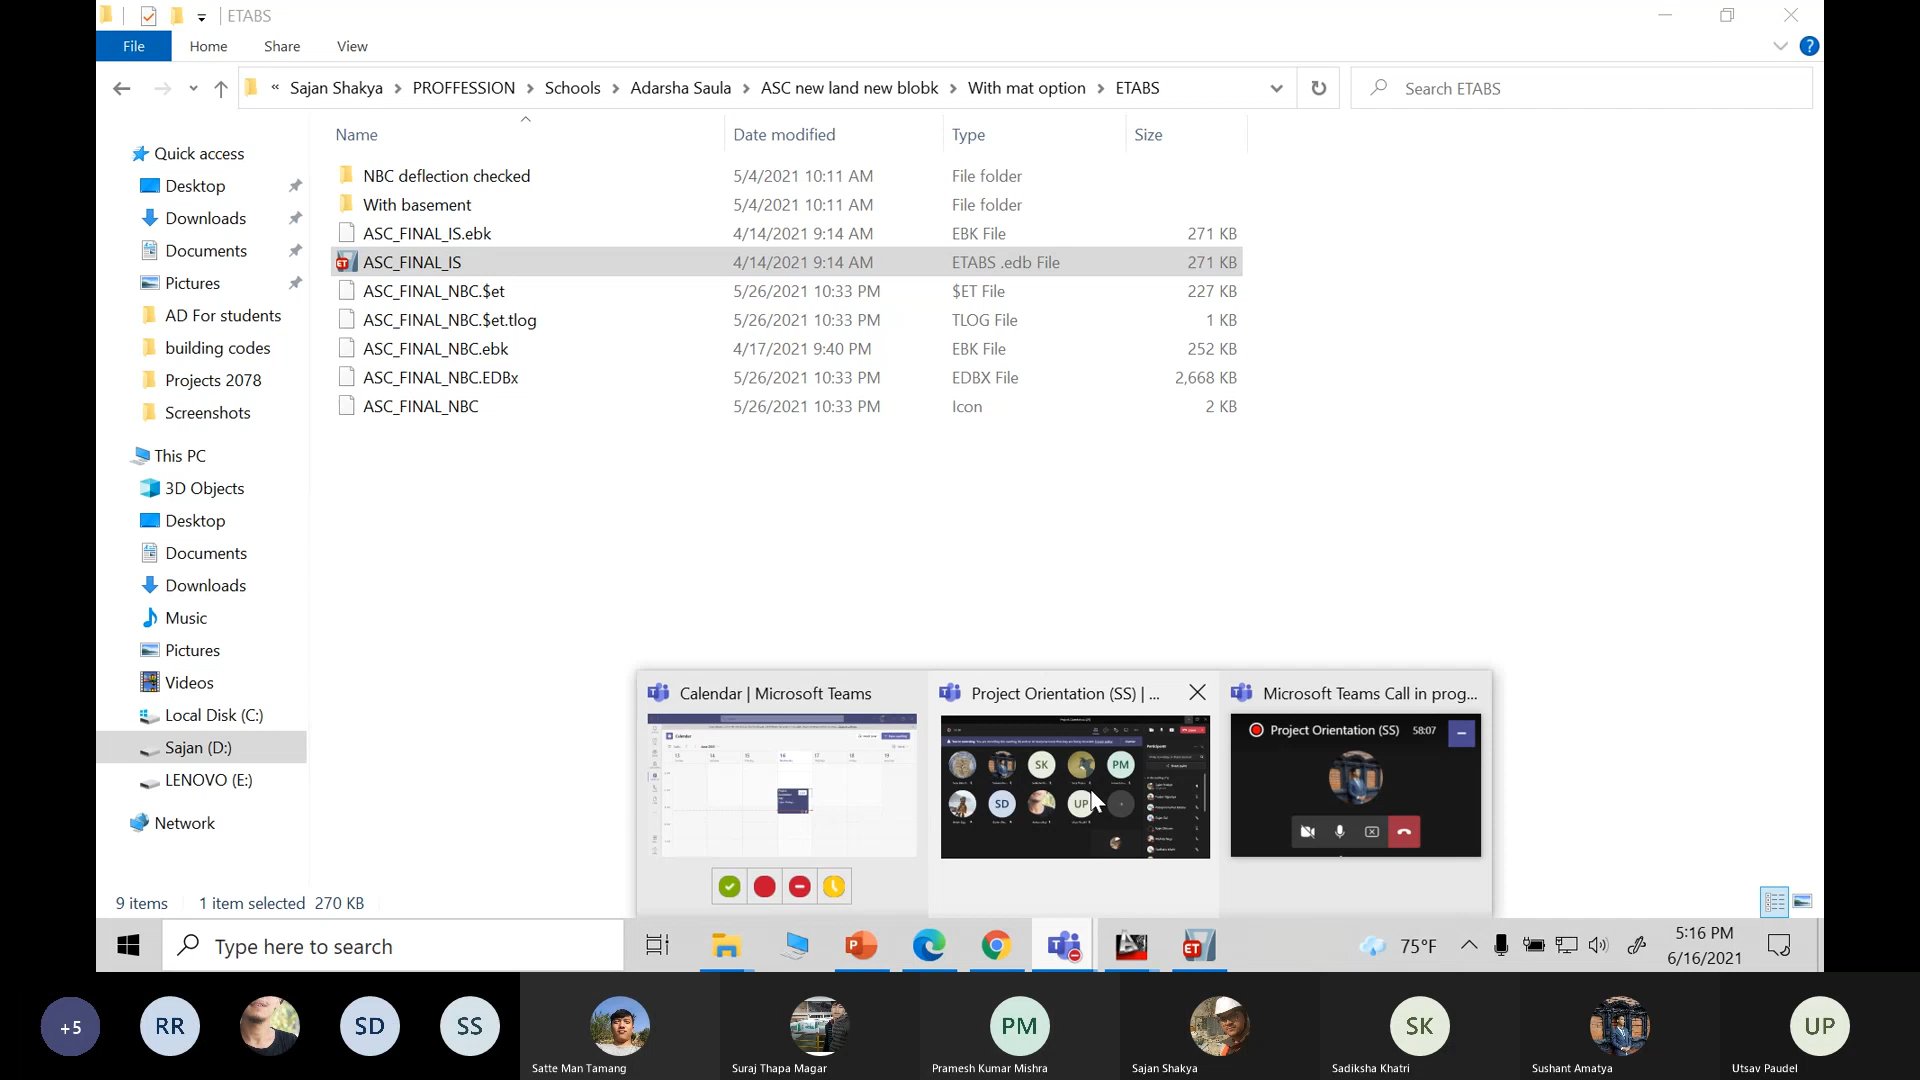 ETABS
File
Home
Share
View
?
« Sajan Shakya > PROFFESSION > Schools > Adarsha Saula > ASC new land new blobk > With mat option > ETABS
Search ETABS
Name
Date modified
Type
Size
Quick access
Desktop
Downloads
Documents
Pictures
AD For students
building codes
Projects 2078
Screenshots
This PC
3D Objects
Desktop
Documents
Downloads
Music
Pictures
Videos
Local Disk (C:)
Sajan (D:)
LENOVO (E:)
Network
NBC deflection checked 5/4/2021 10:11 AM File folder
With basement 5/4/2021 10:11 AM File folder
ASC_FINAL_IS.ebk 4/14/2021 9:14 AM EBK File 271 KB
ASC_FINAL_IS 4/14/2021 9:14 AM ETABS .edb File 271 KB
ASC_FINAL_NBC.$et 5/26/2021 10:33 PM $ET File 227 KB
ASC_FINAL_NBC.$et.tlog 5/26/2021 10:33 PM TLOG File 1 KB
ASC_FINAL_NBC.ebk 4/17/2021 9:40 PM EBK File 252 KB
ASC_FINAL_NBC.EDBx 5/26/2021 10:33 PM EDBX File 2,668 KB
ASC_FINAL_NBC 5/26/2021 10:33 PM Icon 2 KB
Calendar | Microsoft Teams
Project Orientation (SS) | ...
Microsoft Teams Call in prog...
Calendar
Project Orientation (SS) 58:07
SK
PM
SD
UP
9 items 1 item selected 270 KB
Type here to search
75°F
5:16 PM
6/16/2021
+5
RR
SD
SS
PM
SK
UP
Satte Man Tamang
Suraj Thapa Magar
Pramesh Kumar Mishra
Sajan Shakya
Sadiksha Khatri
Sushant Amatya
Utsav Paudel